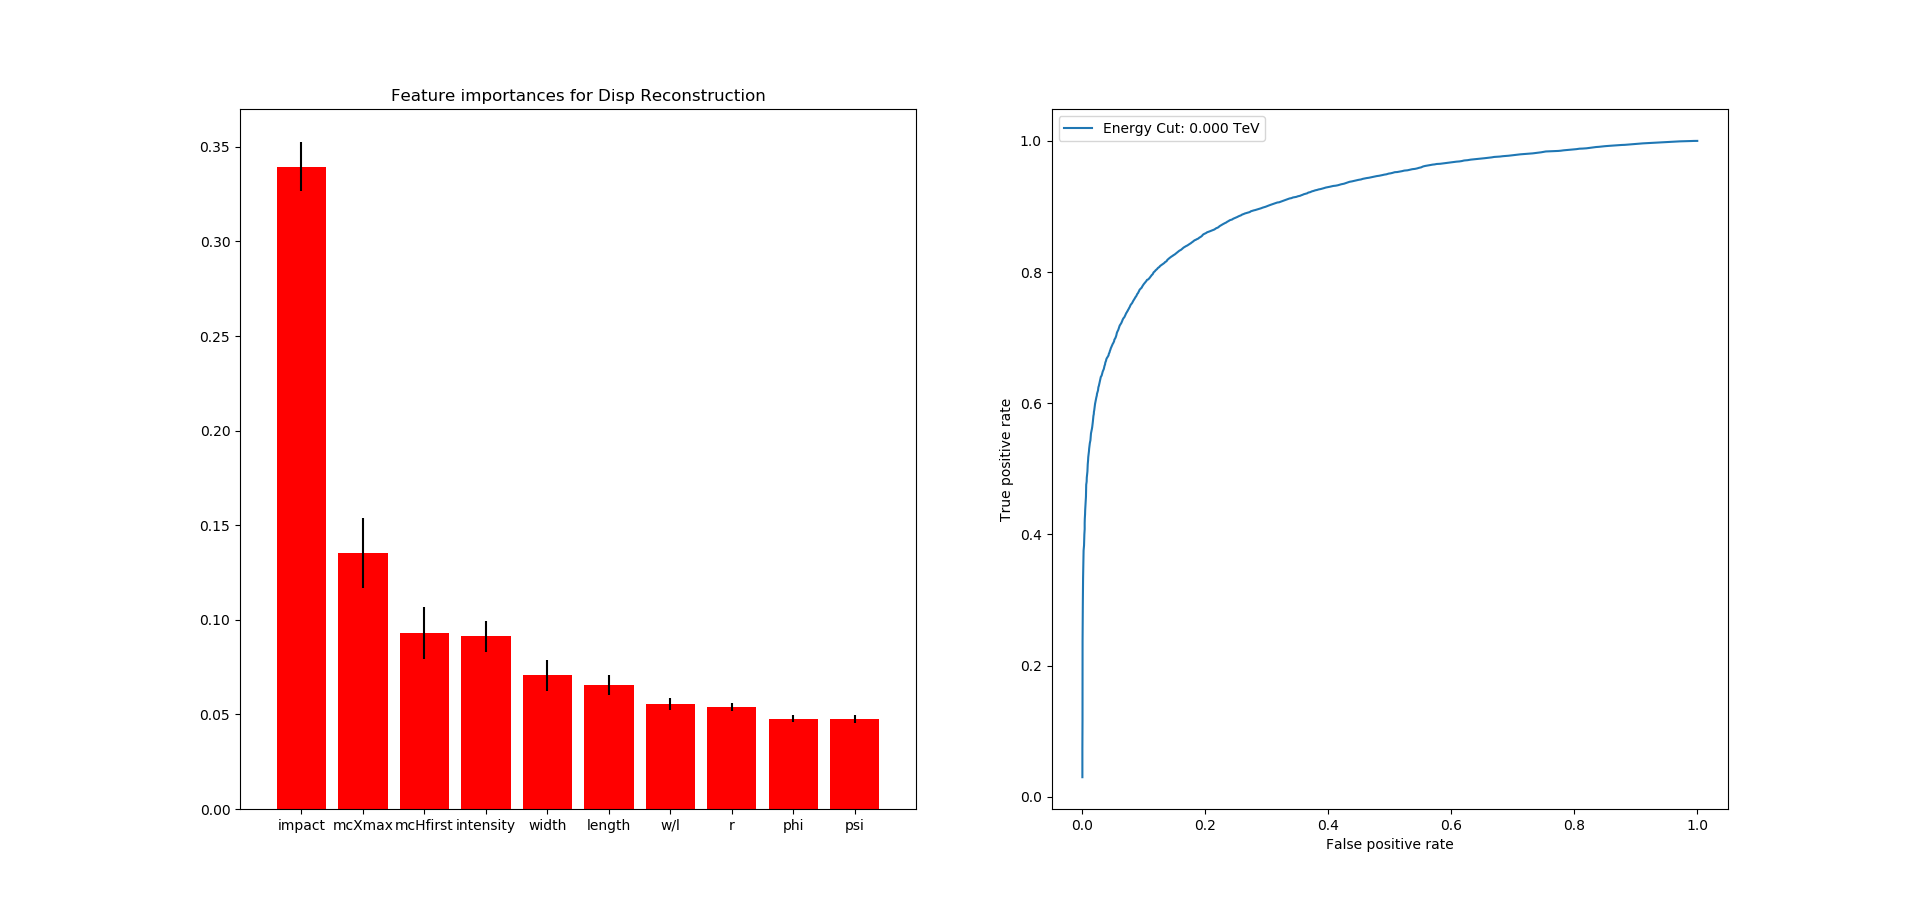 Feature importances for Disp Reconstruction
0.35
0.30
0.25
0.20
0.15
0.10
0.05
0.00
impact mcXmax mcHfirst intensity width length w/l r phi psi
Energy Cut: 0.000 TeV
1.0
0.8
0.6
0.4
0.2
0.0
True positive rate
0.0 0.2 0.4 0.6 0.8 1.0
False positive rate